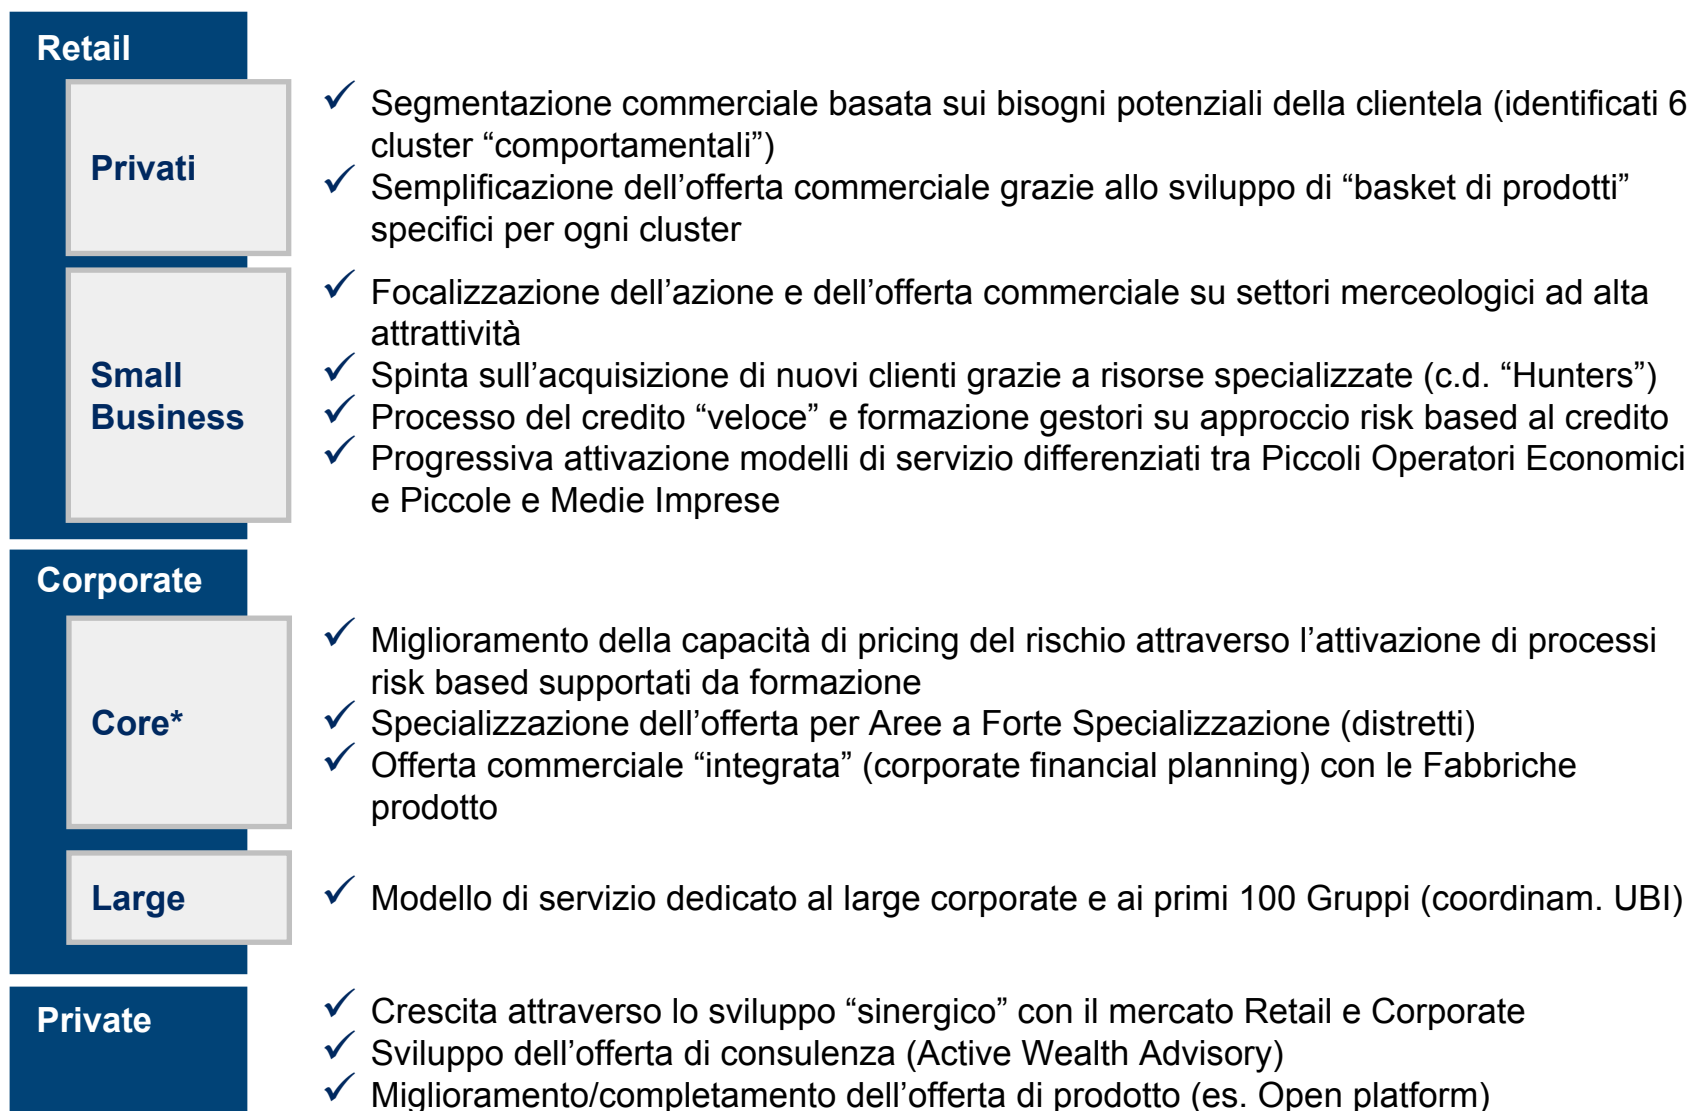 Retail
Privati
✓ Segmentazione commerciale basata sui bisogni potenziali della clientela (identificati 6
cluster “comportamentali”)
✓ Semplificazione dell’offerta commerciale grazie allo sviluppo di “basket di prodotti”
specifici per ogni cluster
Small
Business
✓ Focalizzazione dell’azione e dell’offerta commerciale su settori merceologici ad alta
attrattività
✓ Spinta sull’acquisizione di nuovi clienti grazie a risorse specializzate (c.d. “Hunters”)
✓ Processo del credito “veloce” e formazione gestori su approccio risk based al credito
✓ Progressiva attivazione modelli di servizio differenziati tra Piccoli Operatori Economici
e Piccole e Medie Imprese
Corporate
Core*
✓ Miglioramento della capacità di pricing del rischio attraverso l’attivazione di processi
risk based supportati da formazione
✓ Specializzazione dell’offerta per Aree a Forte Specializzazione (distretti)
✓ Offerta commerciale “integrata” (corporate financial planning) con le Fabbriche
prodotto
Large
✓ Modello di servizio dedicato al large corporate e ai primi 100 Gruppi (coordinam. UBI)
Private
✓ Crescita attraverso lo sviluppo “sinergico” con il mercato Retail e Corporate
✓ Sviluppo dell’offerta di consulenza (Active Wealth Advisory)
✓ Miglioramento/completamento dell’offerta di prodotto (es. Open platform)